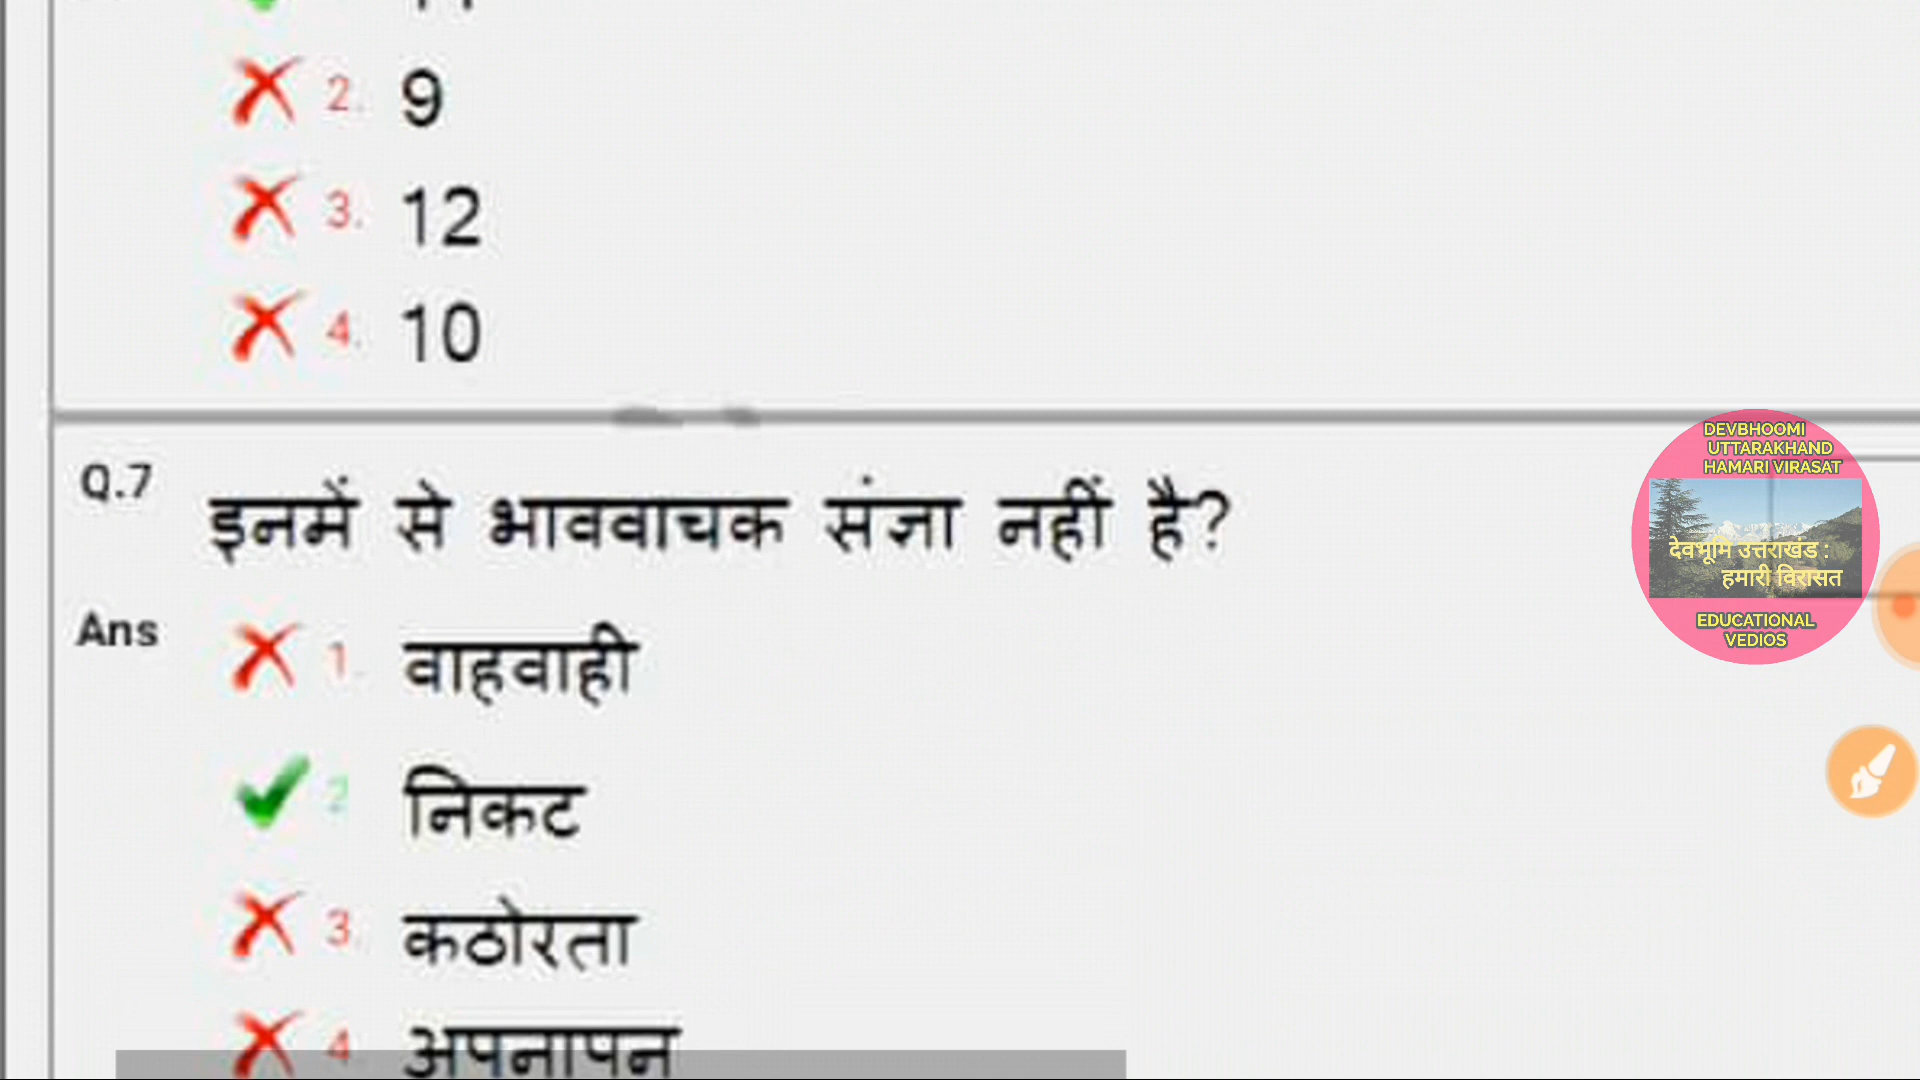 2. 9
3. 12
4. 10
Q.7 इनमें से भाववाचक संज्ञा नहीं है?
Ans 1. वाहवाही
2 निकट
3. कठोरता
4 अपनापन
DEVBHOOMI
UTTARAKHAND
HAMARI VIRASAT
देवभूमि उत्तराखंड :
हमारी विरासत
EDUCATIONAL
VEDIOS